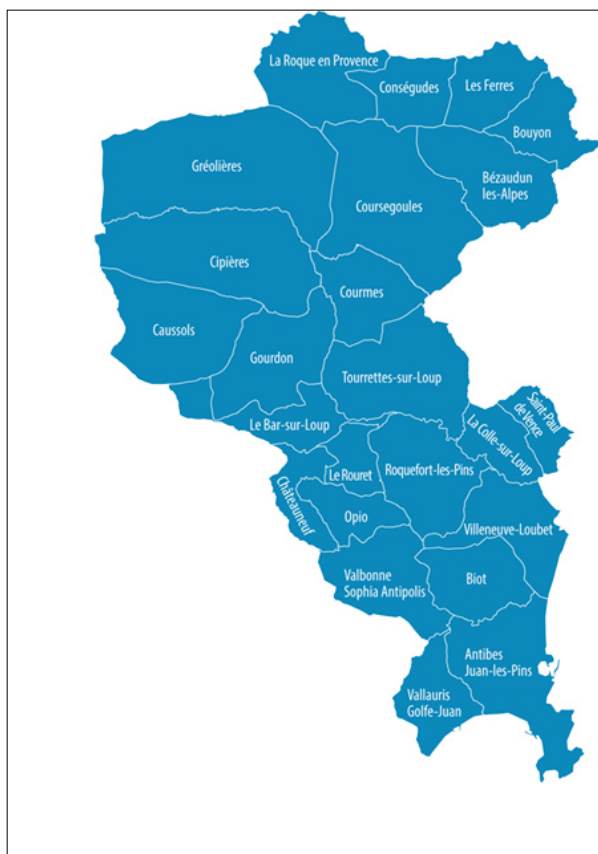 La Roque en Provence
Conségudes
Les Ferres
Bouyon
Gréolières
Bézaudun
les-Alpes
Coursegoules
Cipières
Courmes
Caussols
Gourdon
Tourrettes-sur-Loup
Saint-Paul
de Vence
La Colle-sur-Loup
Le Bar-sur-Loup
Le Rouret
Roquefort-les-Pins
Châteauneuf
Opio
Villeneuve-Loubet
Valbonne
Sophia Antipolis
Biot
Antibes
Juan-les-Pins
Vallauris
Golfe-Juan